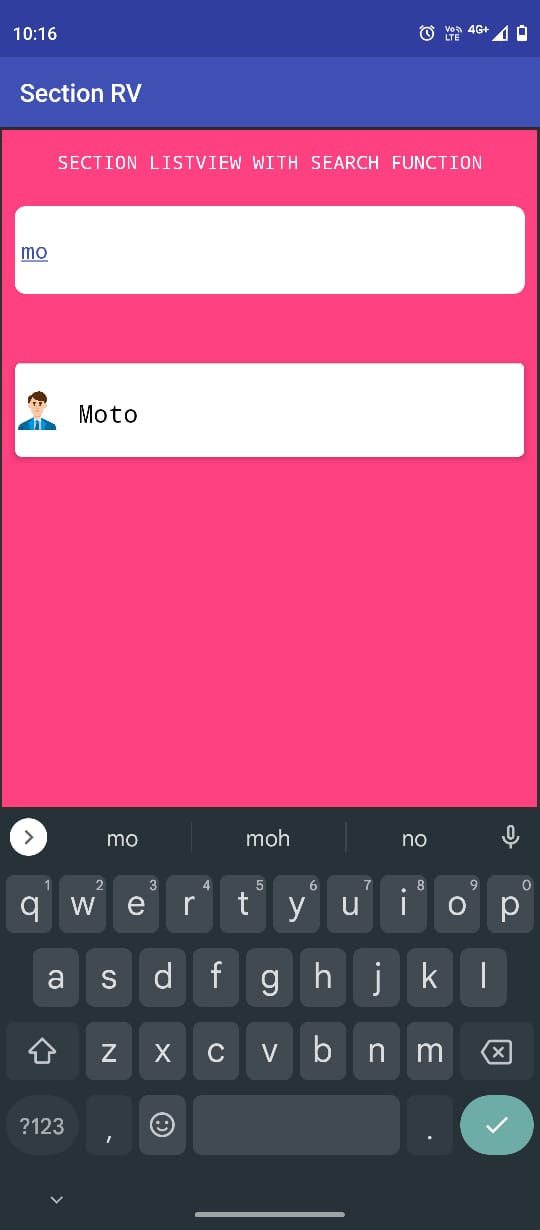 10:16
Vo LTE 4G+
Section RV
SECTION LISTVIEW WITH SEARCH FUNCTION
mo
Moto
mo moh no
1 2 3 4 5 6 7 8 9 0
q w e r t y u i o p
a s d f g h j k l
z x c v b n m
?123 , .